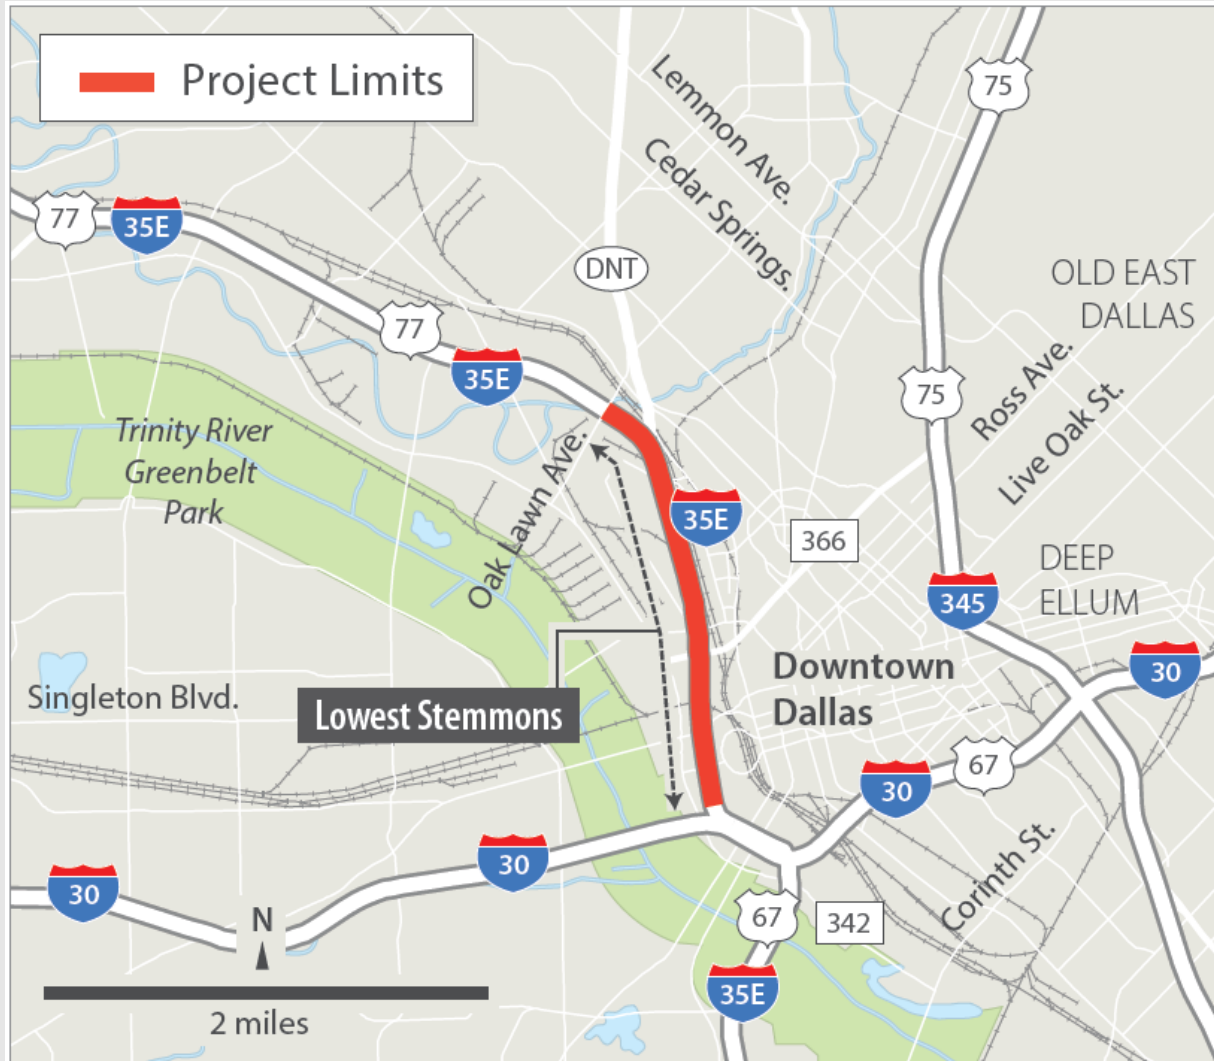 Project Limits
75
Lemmon Ave.
Cedar Springs.
77
35E
DNT
OLD EAST
DALLAS
77
35E
75
Ross Ave.
Live Oak St.
Trinity River
Greenbelt
Park
Oak Lawn Ave.
35E
366
DEEP
ELLUM
345
30
Downtown
Dallas
Singleton Blvd.
Lowest Stemmons
67
30
30
30
Corinth St.
67
342
N
35E
2 miles